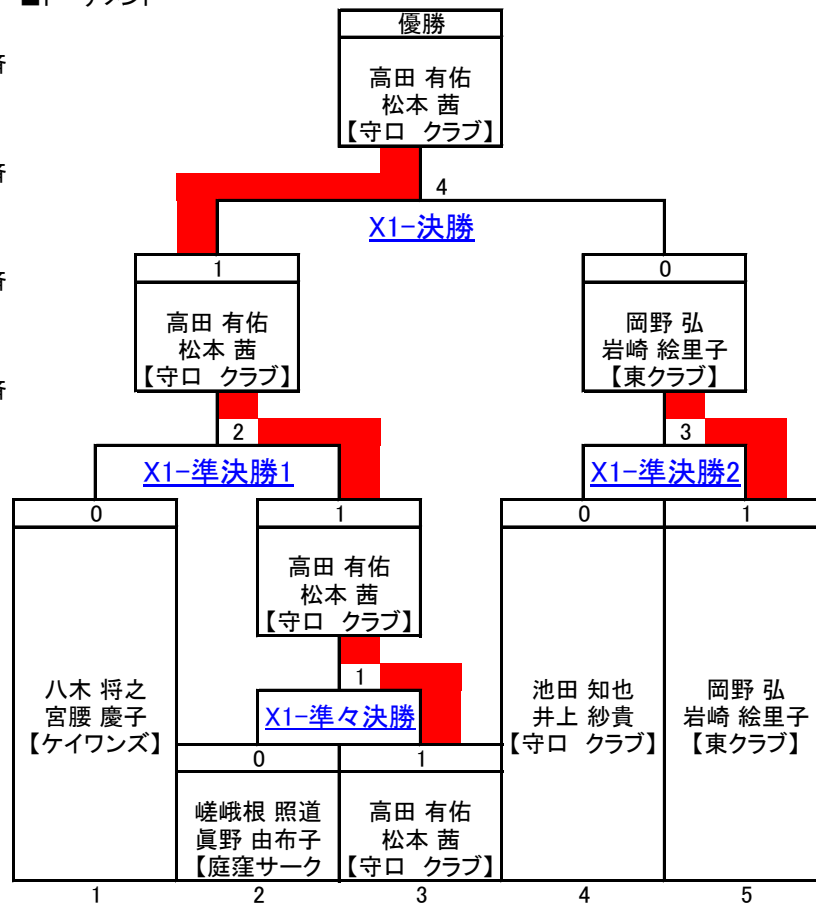 優勝
高田 有佑
松本 茜
【守口　クラブ】
4
X1-決勝
1
0
高田 有佑
松本 茜
【守口　クラブ】
岡野 弘
岩崎 絵里子
【東クラブ】
2
3
X1-準決勝1
X1-準決勝2
0
1
0
1
高田 有佑
松本 茜
【守口　クラブ】
1
X1-準々決勝
八木 将之
宮腰 慶子
【ケイワンズ】
池田 知也
井上 紗貴
【守口　クラブ】
岡野 弘
岩崎 絵里子
【東クラブ】
0
1
嵯峨根 照道
眞野 由布子
【庭窪サーク
高田 有佑
松本 茜
【守口　クラブ】
1
2
3
4
5